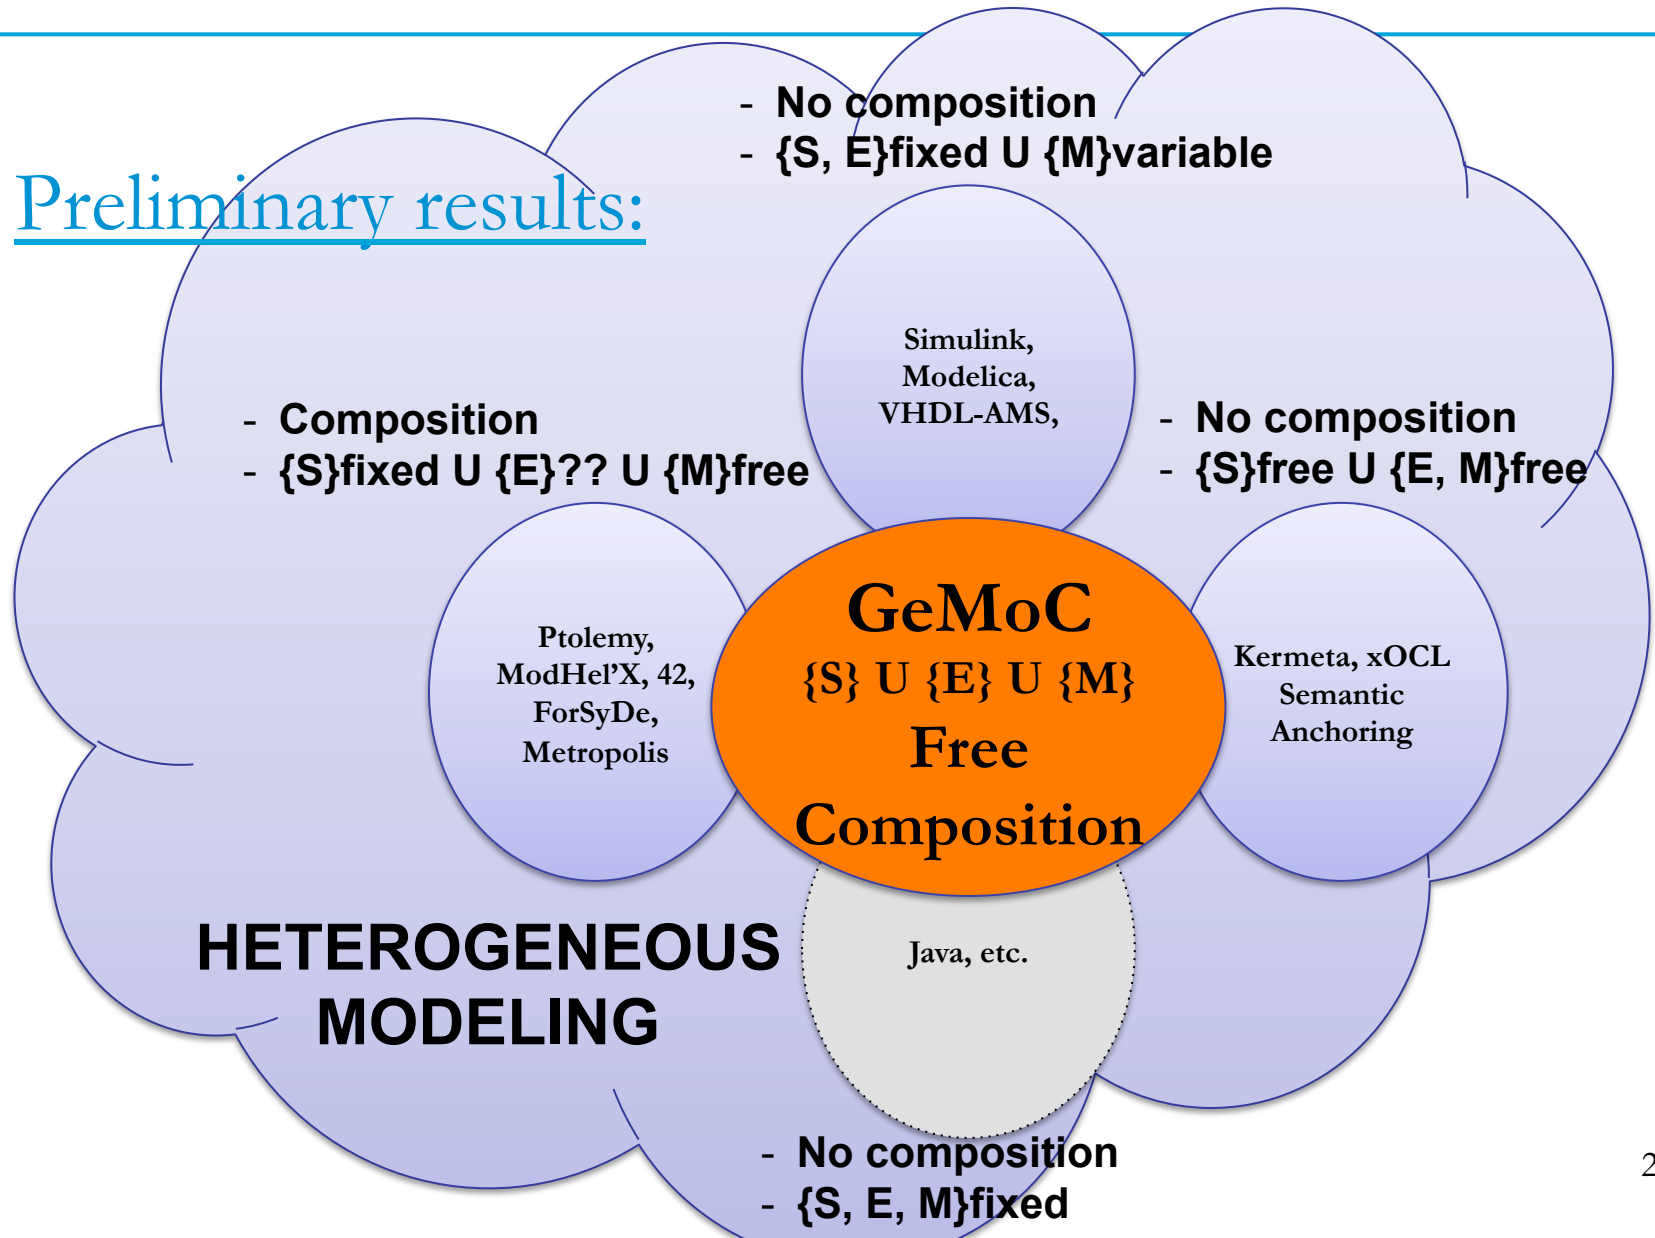 Preliminary results:
- No composition
- {S, E}fixed U {M}variable
Simulink,
Modelica,
VHDL-AMS,
- Composition
- {S}fixed U {E}?? U {M}free
- No composition
- {S}free U {E, M}free
Ptolemy,
ModHel’X, 42,
ForSyDe,
Metropolis
GeMoC
{S} U {E} U {M}
Free
Composition
Kermeta, xOCL
Semantic
Anchoring
HETEROGENEOUS
MODELING
Java, etc.
- No composition
- {S, E, M}fixed
2